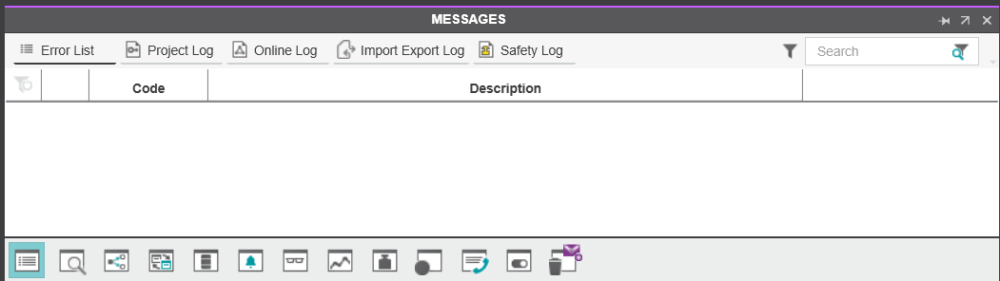 MESSAGES
Error List Project Log Online Log Import Export Log Safety Log Search
Code Description